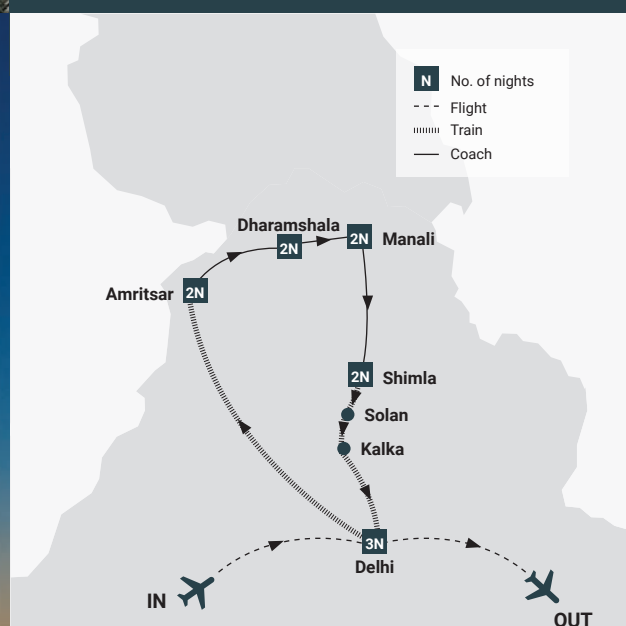 N No. of nights
Flight
Train
Coach
Dharamshala
2N
2N Manali
Amritsar 2N
2N Shimla
Solan
Kalka
3N
Delhi
IN
OUT